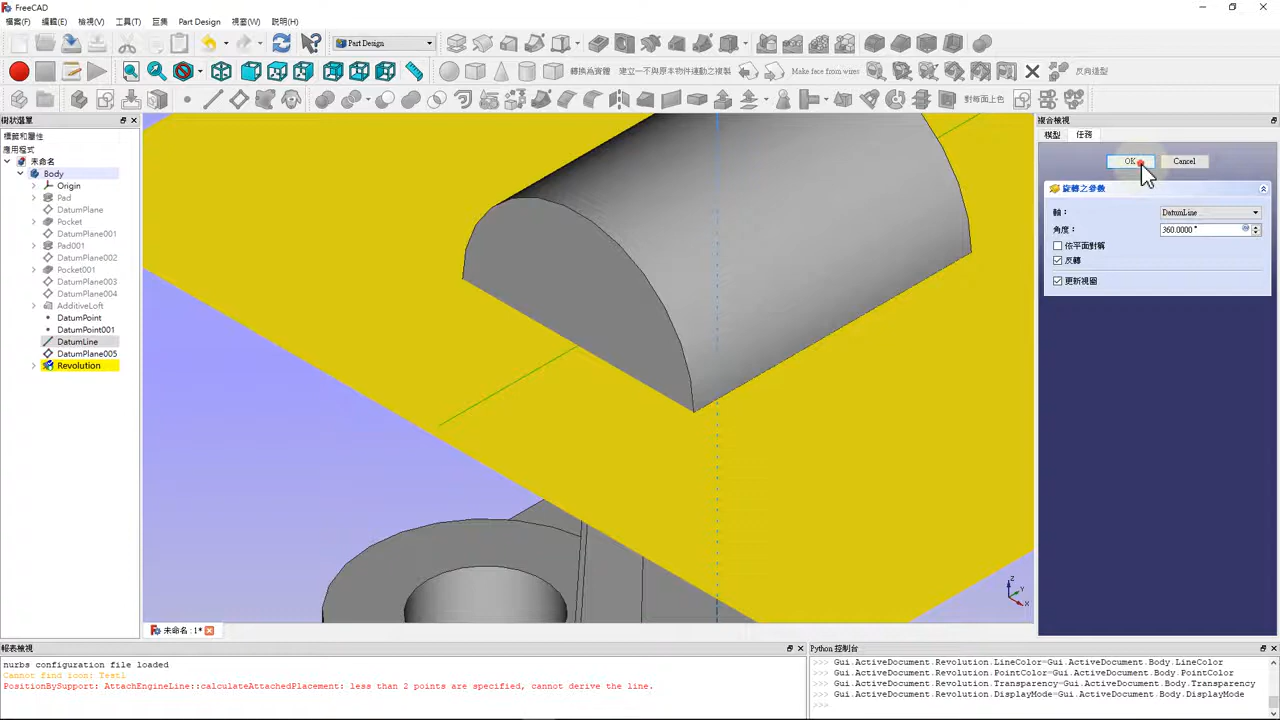 FreeCAD
檔案(F) 編輯(E) 檢視(V) 工具(T) 巨集 Part Design 視窗(W) 說明(H)
Part Design
轉換為實體 建立一不與原本物件連動之複製 Make face from wires 反向造型
對紙面上色
樹狀選單
標籤和屬性
應用程式
未命名
Body
Origin
Pad
DatumPlane
Pocket
DatumPlane001
Pad001
DatumPlane002
Pocket001
DatumPlane003
DatumPlane004
AdditiveLoft
DatumPoint
DatumPoint001
DatumLine
DatumPlane005
Revolution
Z
Y
X
未命名 : 1*
複合檢視
模型 任務
OK Cancel
旋轉之參數
軸： DatumLine
角度： 360.0000 °
依平面對稱
反轉
更新視圖
報表檢視
nurbs configuration file loaded
Cannot find icon: Test1
PositionBySupport: AttachEngineLine::calculateAttachedPlacement: less than 2 points are specified, cannot derive the line.
Python 控制台
>>> Gui.ActiveDocument.Revolution.LineColor=Gui.ActiveDocument.Body.LineColor
>>> Gui.ActiveDocument.Revolution.PointColor=Gui.ActiveDocument.Body.PointColor
>>> Gui.ActiveDocument.Revolution.Transparency=Gui.ActiveDocument.Body.Transparency
>>> Gui.ActiveDocument.Revolution.DisplayMode=Gui.ActiveDocument.Body.DisplayMode
>>>